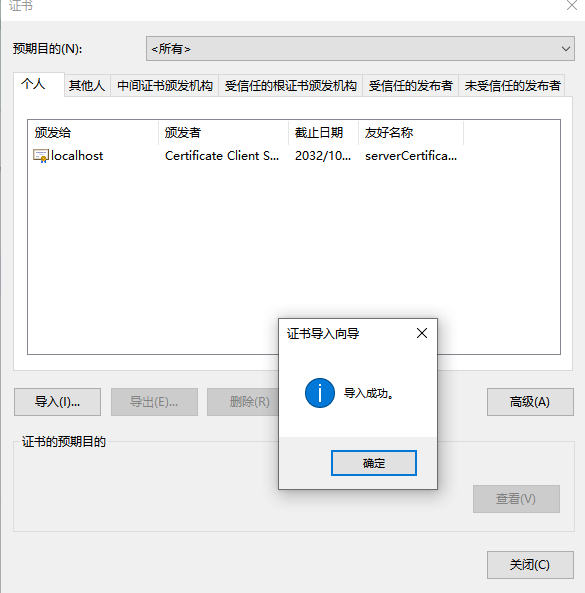 证书
预期目的(N):
<所有>
个人 其他人 中间证书颁发机构 受信任的根证书颁发机构 受信任的发布者 未受信任的发布者
颁发给 颁发者 截止日期 友好名称
localhost Certificate Client S... 2032/10... serverCertifica...
证书导入向导
导入成功。
确定
导入(I)... 导出(E)... 删除(R) 高级(A)
证书的预期目的
查看(V)
关闭(C)